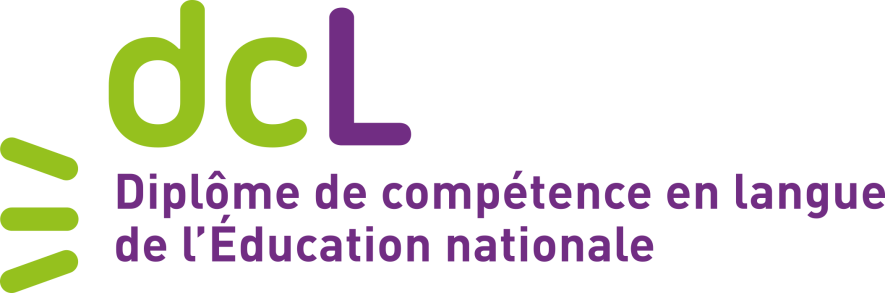 dcL
Diplôme de compétence en langue
de l’Éducation nationale